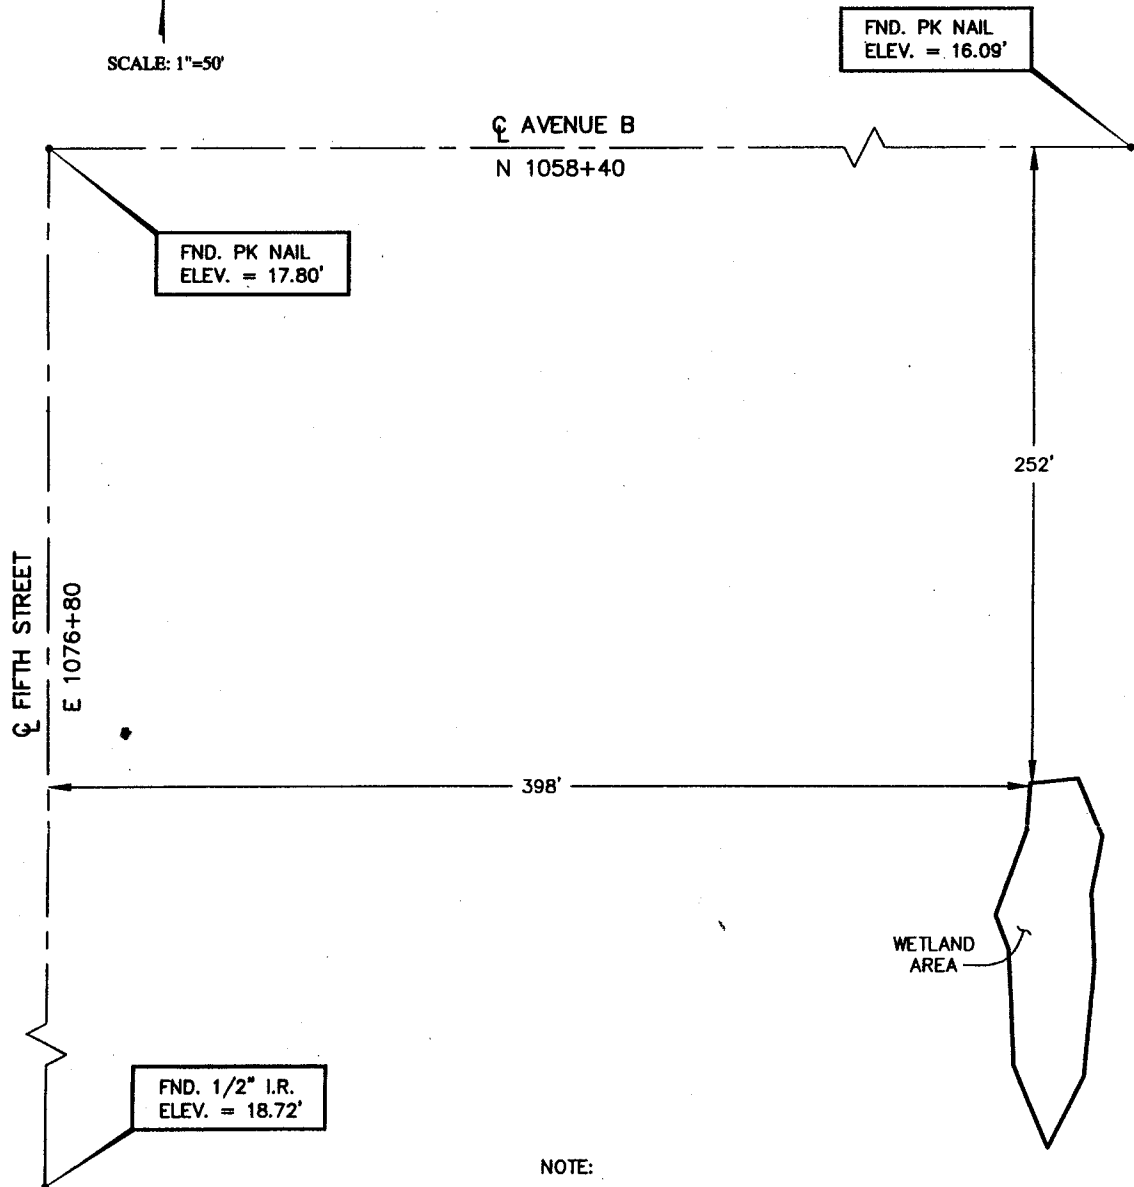 FND. PK NAIL
ELEV. = 16.09'
SCALE: 1"=50'
℄ AVENUE B
N 1058+40
FND. PK NAIL
ELEV. = 17.80'
252'
℄ FIFTH STREET
E 1076+80
398'
WETLAND
AREA
FND. 1/2" I.R.
ELEV. = 18.72'
NOTE: